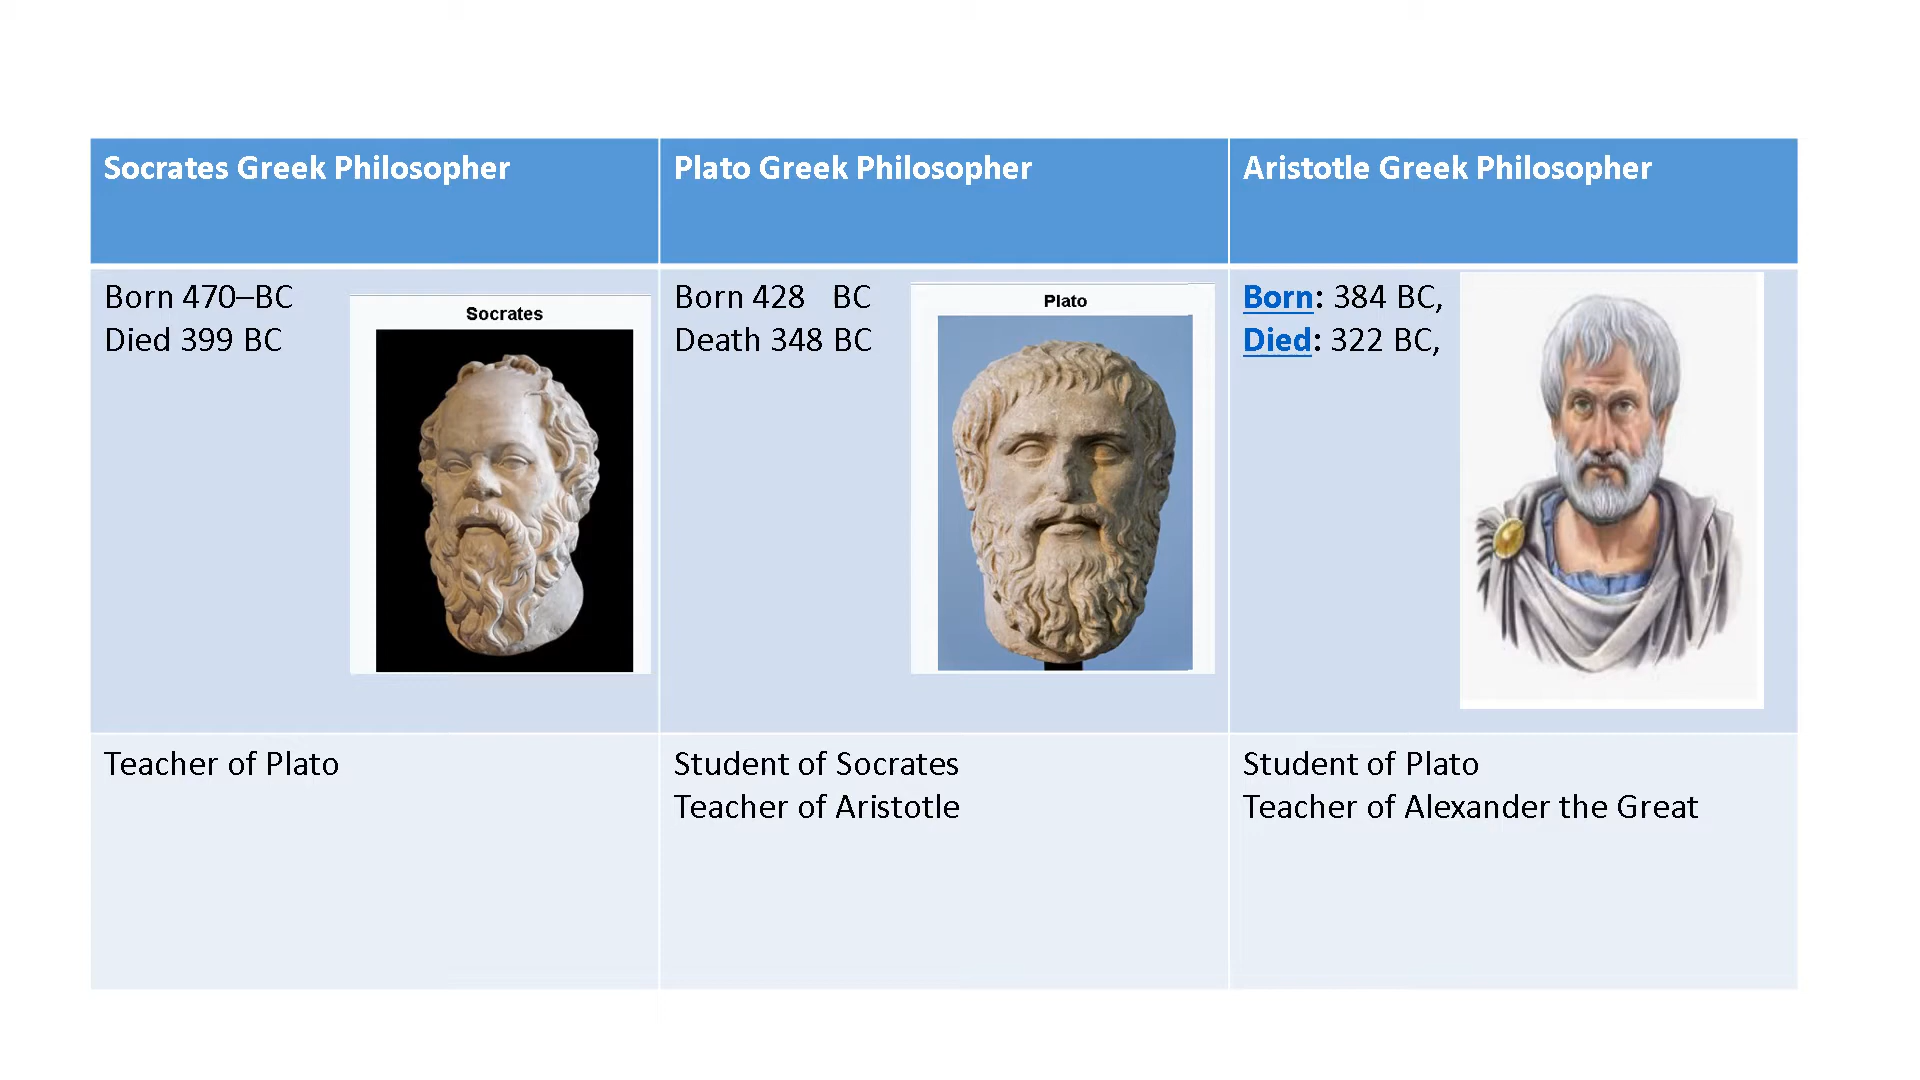 Socrates Greek Philosopher
Plato Greek Philosopher
Aristotle Greek Philosopher
Born 470–BC
Died 399 BC
Socrates
Born 428   BC
Death 348 BC
Plato
Born: 384 BC,
Died: 322 BC,
Teacher of Plato
Student of Socrates
Teacher of Aristotle
Student of Plato
Teacher of Alexander the Great